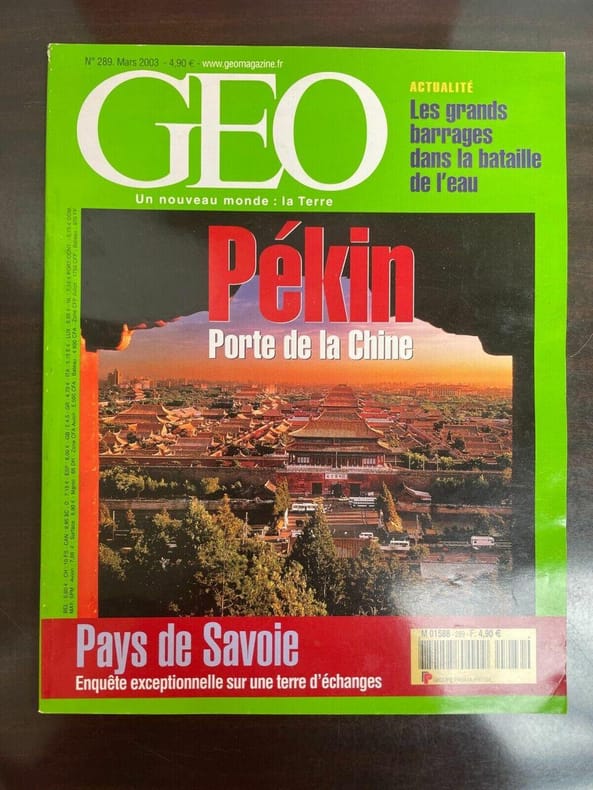 N° 289. Mars 2003 - 4,90 € - www.geomagazine.fr
GEO
Un nouveau monde : la Terre
ACTUALITÉ
Les grands
barrages
dans la bataille
de l'eau
Pékin
Porte de la Chine
Pays de Savoie
Enquête exceptionnelle sur une terre d'échanges
M 01588 - 289 - F: 4,90 €